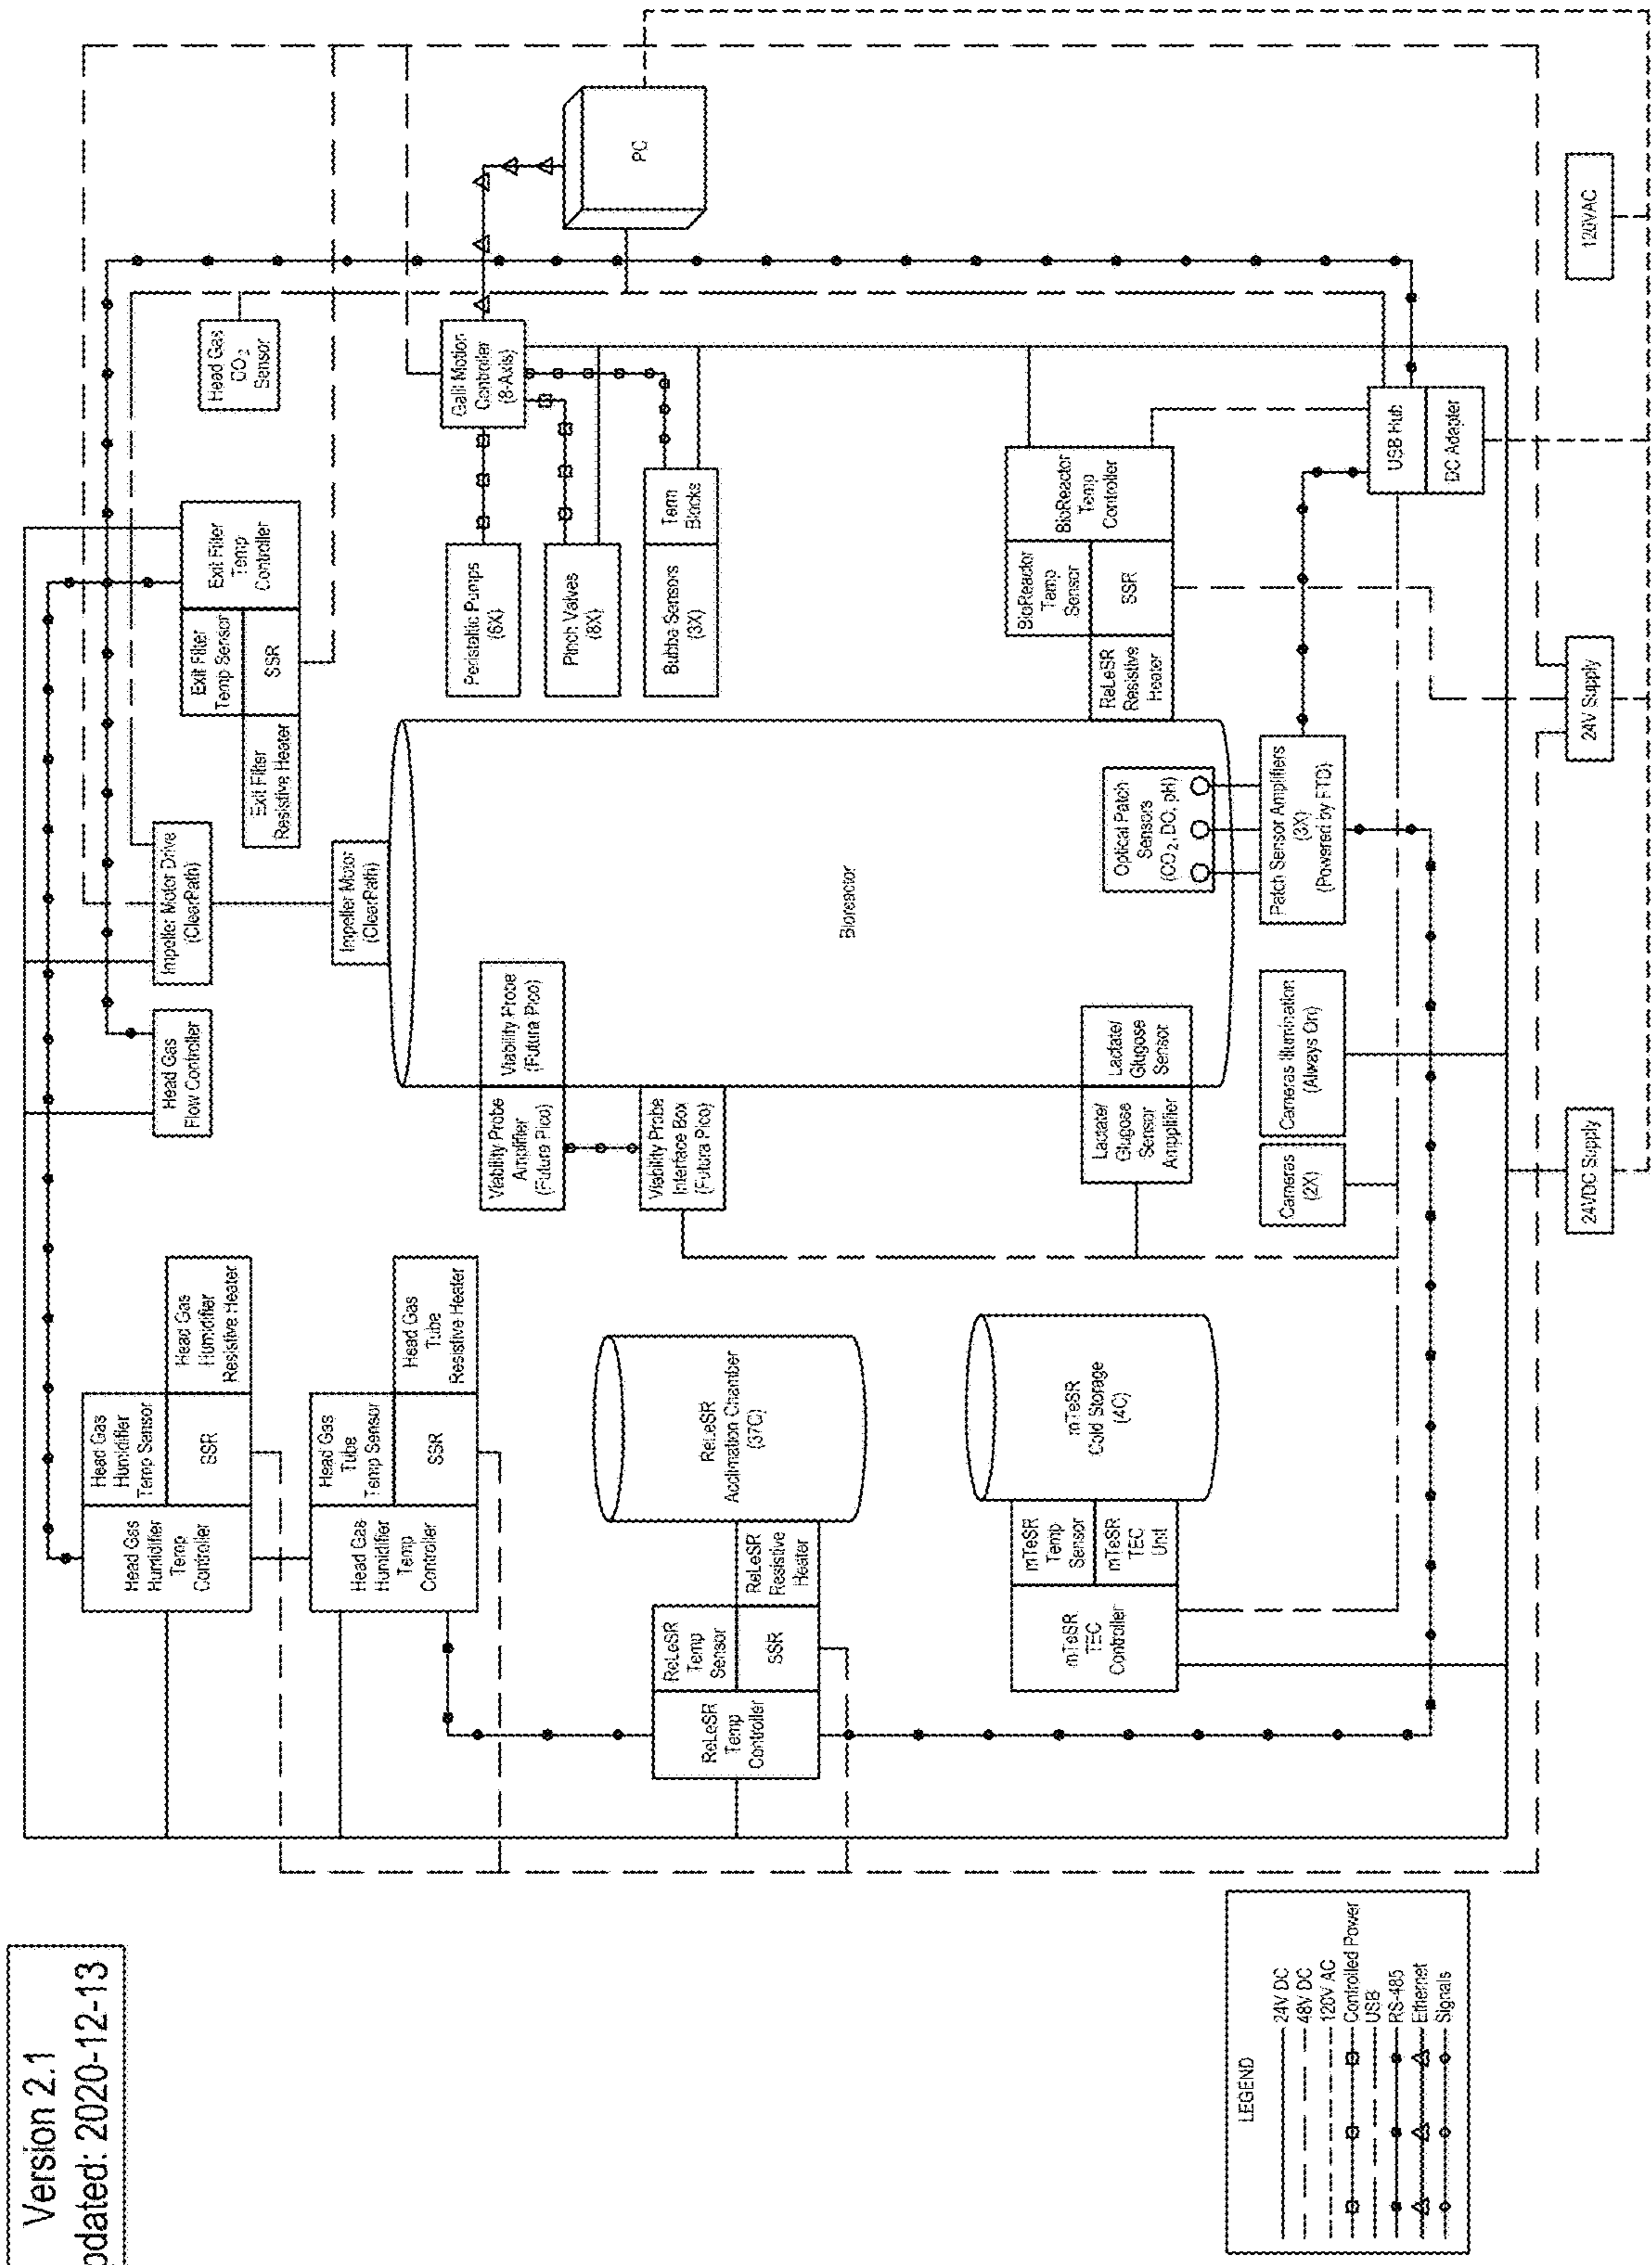 Version 2.1
pdated: 2020-12-13
Head Gas
Humidifier
Temp Controller
Head Gas
Humidifier
Temp Sensor
SSR
Head Gas
Humidifier
Resistive Heater
Head Gas
Humidifier
Temp
Controller
Head Gas
Tube
Temp Sensor
SSR
Head Gas
Tube
Resistive Heater
Head Gas
Flow Controller
Impeller Motor Drive
(ClearPath)
Exit Filter
Resistive Heater
Exit Filter
Temp Sensor
SSR
Exit Filter
Temp
Controller
Head Gas
CO2
Sensor
Impeller Motor
(ClearPath)
Viability Probe
Amplifier
(Future Pico)
Viability Probe
(Futura Pico)
Viability Probe
Interface Box
(Futura Pico)
Peristaltic Pumps
(6X)
Pinch Valves
(8X)
Bubba Sensors
(3X)
Term
Blocks
Galil Motion
Controller
(8-Axis)
PC
ReLeSR
Temp
Controller
ReLeSR
Temp
Sensor
SSR
ReLeSR
Resistive
Heater
ReLeSR
Acclimation Chamber
(37C)
Bioreactor
mTeSR
TEC
Controller
mTeSR
Temp
Sensor
mTeSR
TEC
Unit
mTeSR
Cold Storage
(4C)
Lactate/
Glugose
Sensor
Ampplifier
Lactate/
Glugose
Sensor
Optical Patch
Sensors
(CO2, DO, pH)
ReLeSR
Resistive
Heater
BioReactor
Temp
Sensor
SSR
BioReactor
Temp
Controller
Cameras
(2X)
Cameras Illumination
(Always On)
Patch Sensor Amplifiers
(3X)
(Powered by FTD)
USB Hub
DC Adapter
24VDC Supply
24V Supply
120VAC
LEGEND
24V DC
48V DC
120V AC
Controlled Power
USB
RS-485
Ethernet
Signals